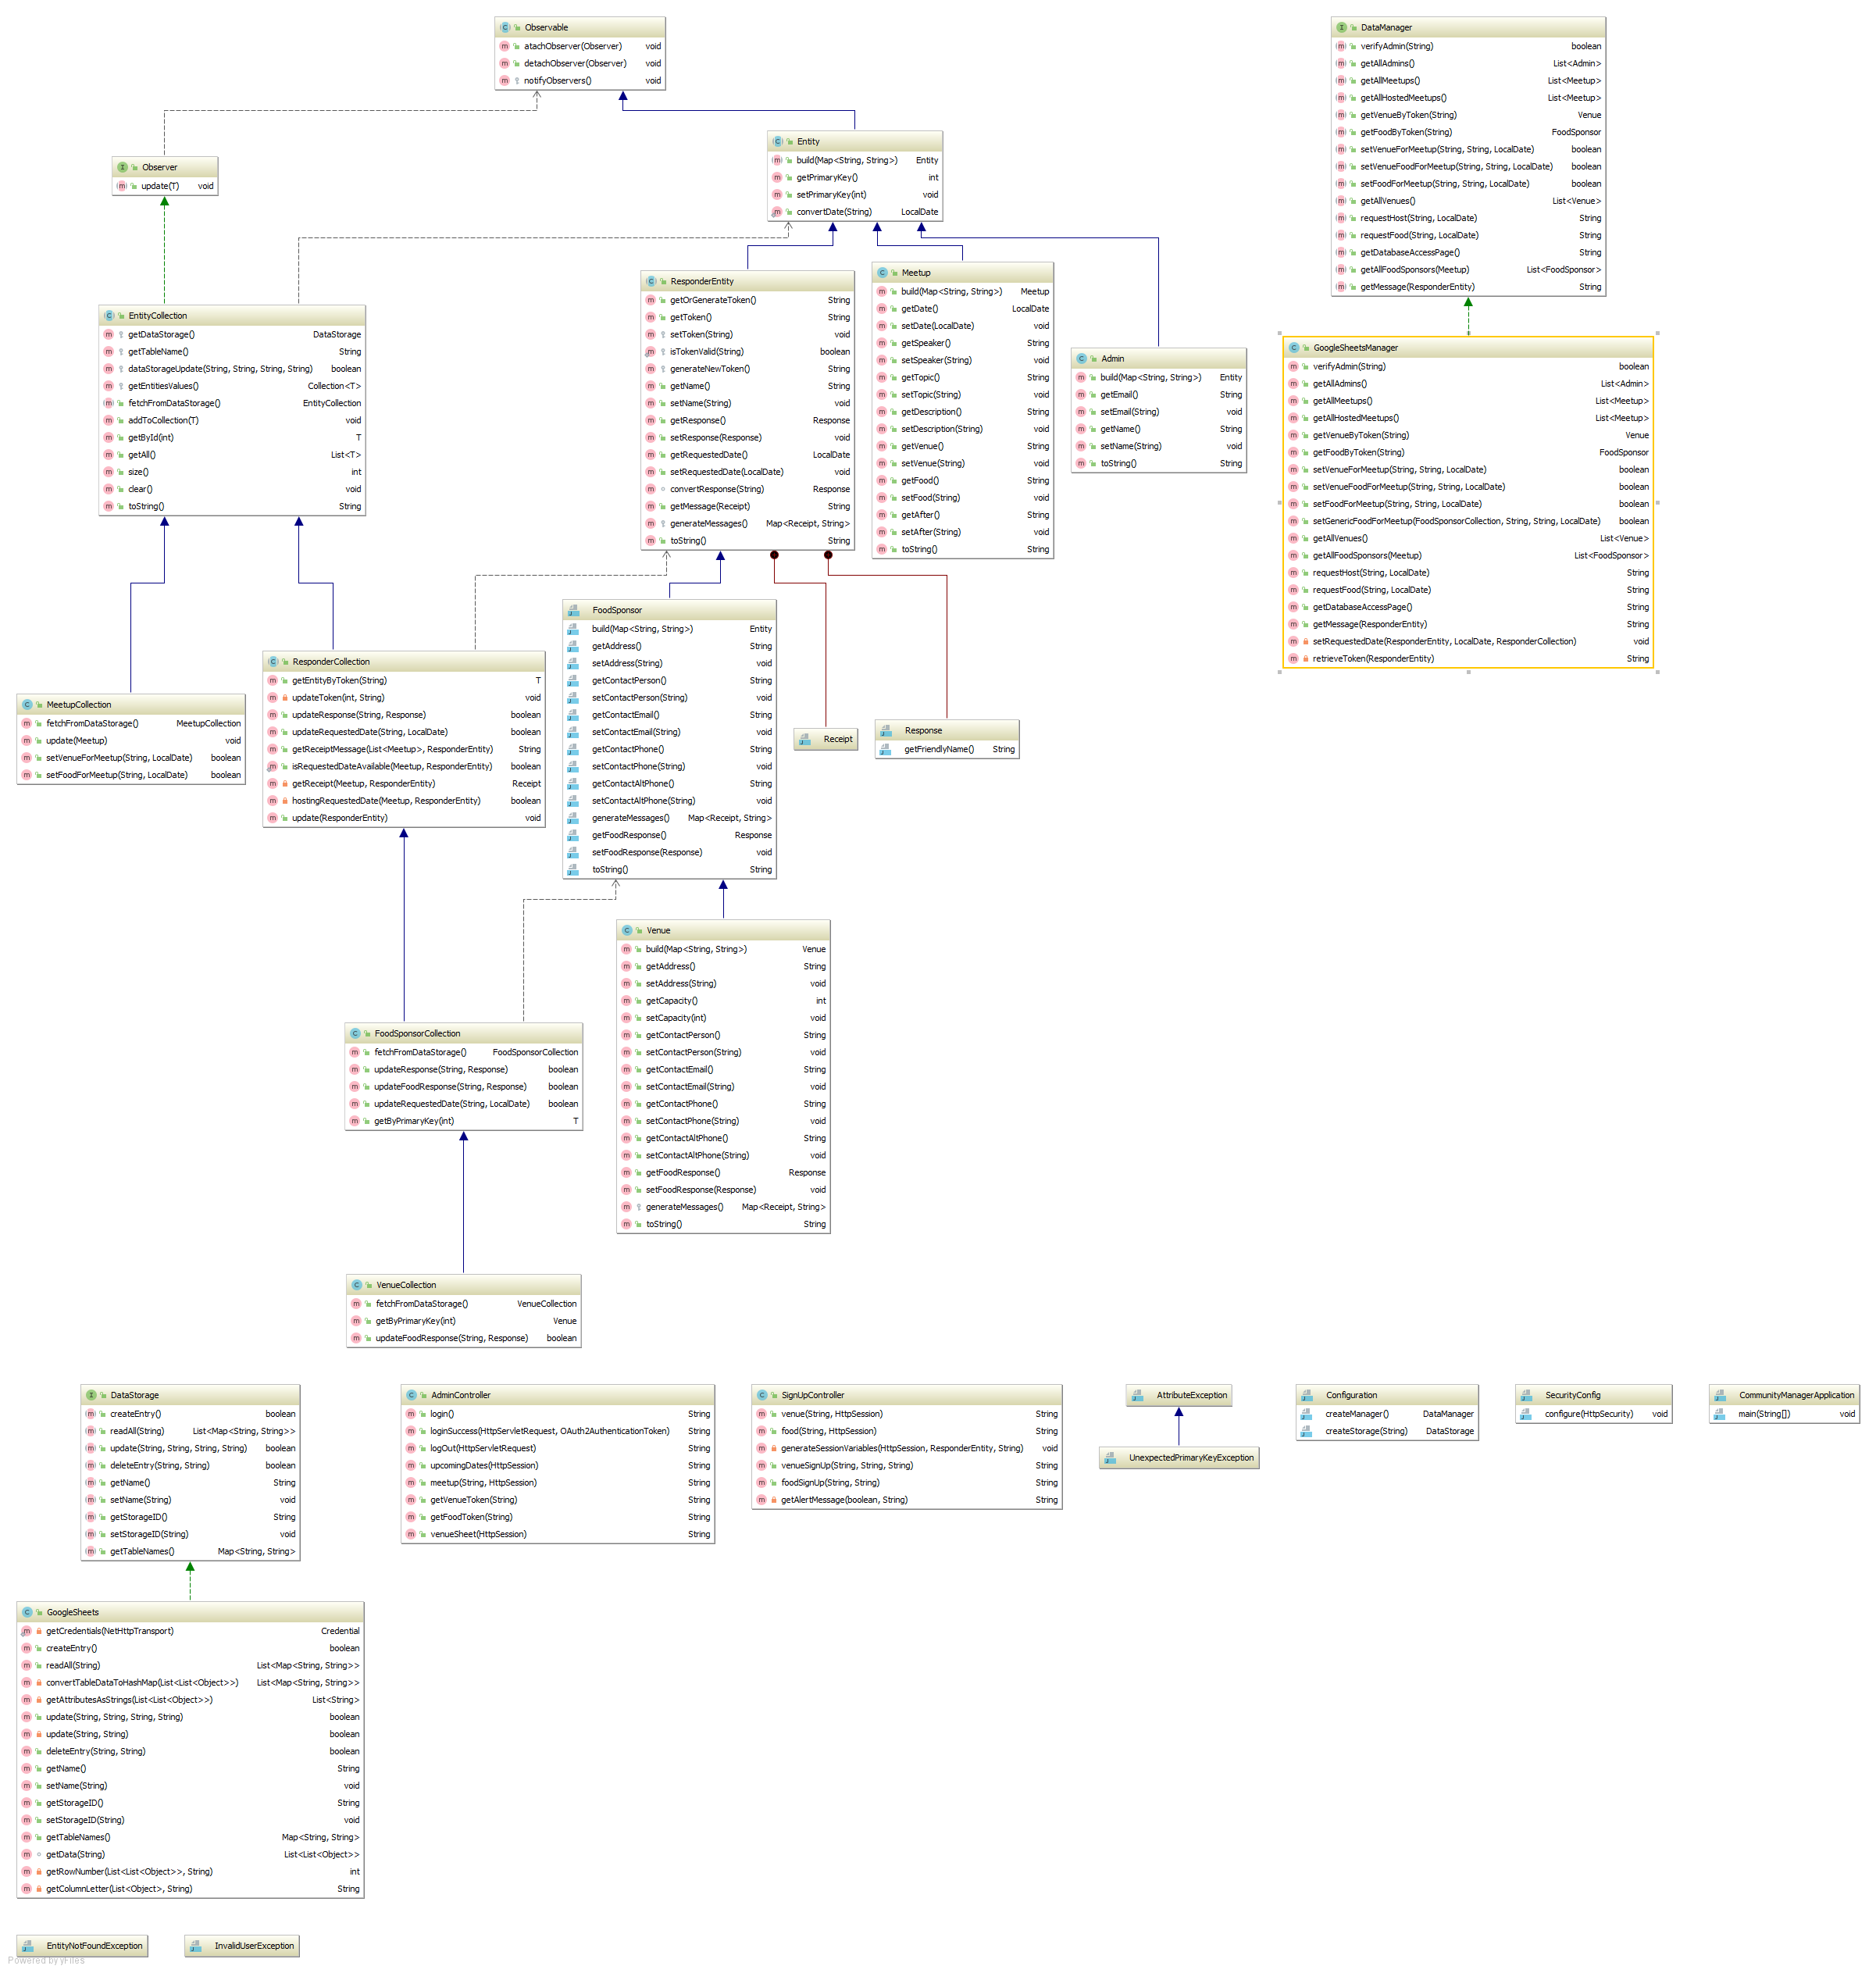 Observable
atachObserver(Observer) void
detachObserver(Observer) void
notifyObservers() void
DataManager
verifyAdmin(String) boolean
getAllAdmins() List<Admin>
getAllMeetups() List<Meetup>
getAllHostedMeetups() List<Meetup>
getVenueByToken(String) Venue
getFoodByToken(String) FoodSponsor
setVenueForMeetup(String, String, LocalDate) boolean
setVenueFoodForMeetup(String, String, LocalDate) boolean
setFoodForMeetup(String, String, LocalDate) boolean
getAllVenues() List<Venue>
requestHost(String, LocalDate) String
requestFood(String, LocalDate) String
getDatabaseAccessPage() String
getAllFoodSponsors(Meetup) List<FoodSponsor>
getMessage(ResponderEntity) String
Entity
build(Map<String, String>) Entity
getPrimaryKey() int
setPrimaryKey(int) void
convertDate(String) LocalDate
Observer
update(T) void
ResponderEntity
getOrGenerateToken() String
getToken() String
setToken(String) void
isTokenValid(String) boolean
generateNewToken() String
getName() String
setName(String) void
getResponse() Response
setResponse(Response) void
getRequestedDate() LocalDate
setRequestedDate(LocalDate) void
convertResponse(String) Response
getMessage(Receipt) String
generateMessages() Map<Receipt, String>
toString() String
Meetup
build(Map<String, String>) Meetup
getDate() LocalDate
setDate(LocalDate) void
getSpeaker() String
setSpeaker(String) void
getTopic() String
setTopic(String) void
getDescription() String
setDescription(String) void
getVenue() String
setVenue(String) void
getFood() String
setFood(String) void
getAfter() String
setAfter(String) void
toString() String
Admin
build(Map<String, String>) Entity
getEmail() String
setEmail(String) void
getName() String
setName(String) void
toString() String
EntityCollection
getDataStorage() DataStorage
getTableName() String
dataStorageUpdate(String, String, String, String) boolean
getEntitiesValues() Collection<T>
fetchFromDataStorage() EntityCollection
addToCollection(T) void
getById(int) T
getAll() List<T>
size() int
clear() void
toString() String
GoogleSheetsManager
verifyAdmin(String) boolean
getAllAdmins() List<Admin>
getAllMeetups() List<Meetup>
getAllHostedMeetups() List<Meetup>
getVenueByToken(String) Venue
getFoodByToken(String) FoodSponsor
setVenueForMeetup(String, String, LocalDate) boolean
setVenueFoodForMeetup(String, String, LocalDate) boolean
setFoodForMeetup(String, String, LocalDate) boolean
setGenericFoodForMeetup(FoodSponsorCollection, String, String, LocalDate) boolean
getAllVenues() List<Venue>
getAllFoodSponsors(Meetup) List<FoodSponsor>
requestHost(String, LocalDate) String
requestFood(String, LocalDate) String
getDatabaseAccessPage() String
getMessage(ResponderEntity) String
setRequestedDate(ResponderEntity, LocalDate, ResponderCollection) void
retrieveToken(ResponderEntity) String
FoodSponsor
build(Map<String, String>) Entity
getAddress() String
setAddress(String) void
getContactPerson() String
setContactPerson(String) void
getContactEmail() String
setContactEmail(String) void
getContactPhone() String
setContactPhone(String) void
getContactAltPhone() String
setContactAltPhone(String) void
generateMessages() Map<Receipt, String>
getFoodResponse() Response
setFoodResponse(Response) void
toString() String
ResponderCollection
getEntityByToken(String) T
updateToken(int, String) void
updateResponse(String, Response) boolean
updateRequestedDate(String, LocalDate) boolean
getReceiptMessage(List<Meetup>, ResponderEntity) String
isRequestedDateAvailable(Meetup, ResponderEntity) boolean
getReceipt(Meetup, ResponderEntity) Receipt
hostingRequestedDate(Meetup, ResponderEntity) boolean
update(ResponderEntity) void
MeetupCollection
fetchFromDataStorage() MeetupCollection
update(Meetup) void
setVenueForMeetup(String, LocalDate) boolean
setFoodForMeetup(String, LocalDate) boolean
Receipt
Response
getFriendlyName() String
Venue
build(Map<String, String>) Venue
getAddress() String
setAddress(String) void
getCapacity() int
setCapacity(int) void
getContactPerson() String
setContactPerson(String) void
getContactEmail() String
setContactEmail(String) void
getContactPhone() String
setContactPhone(String) void
getContactAltPhone() String
setContactAltPhone(String) void
getFoodResponse() Response
setFoodResponse(Response) void
generateMessages() Map<Receipt, String>
toString() String
FoodSponsorCollection
fetchFromDataStorage() FoodSponsorCollection
updateResponse(String, Response) boolean
updateFoodResponse(String, Response) boolean
updateRequestedDate(String, LocalDate) boolean
getByPrimaryKey(int) T
VenueCollection
fetchFromDataStorage() VenueCollection
getByPrimaryKey(int) Venue
updateFoodResponse(String, Response) boolean
DataStorage
createEntry() boolean
readAll(String) List<Map<String, String>>
update(String, String, String, String) boolean
deleteEntry(String, String) boolean
getName() String
setName(String) void
getStorageID() String
setStorageID(String) void
getTableNames() Map<String, String>
AdminController
login() String
loginSuccess(HttpServletRequest, OAuth2AuthenticationToken) String
logOut(HttpServletRequest) String
upcomingDates(HttpSession) String
meetup(String, HttpSession) String
getVenueToken(String) String
getFoodToken(String) String
venueSheet(HttpSession) String
SignUpController
venue(String, HttpSession) String
food(String, HttpSession) String
generateSessionVariables(HttpSession, ResponderEntity, String) void
venueSignUp(String, String, String) String
foodSignUp(String, String) String
getAlertMessage(boolean, String) String
AttributeException
UnexpectedPrimaryKeyException
Configuration
createManager() DataManager
createStorage(String) DataStorage
SecurityConfig
configure(HttpSecurity) void
CommunityManagerApplication
main(String[]) void
GoogleSheets
getCredentials(NetHttpTransport) Credential
createEntry() boolean
readAll(String) List<Map<String, String>>
convertTableDataToHashMap(List<List<Object>>) List<Map<String, String>>
getAttributesAsStrings(List<List<Object>>) List<String>
update(String, String, String, String) boolean
update(String, String) boolean
deleteEntry(String, String) boolean
getName() String
setName(String) void
getStorageID() String
setStorageID(String) void
getTableNames() Map<String, String>
getData(String) List<List<Object>>
getRowNumber(List<List<Object>>, String) int
getColumnLetter(List<Object>, String) String
EntityNotFoundException
InvalidUserException
Powered by yFiles